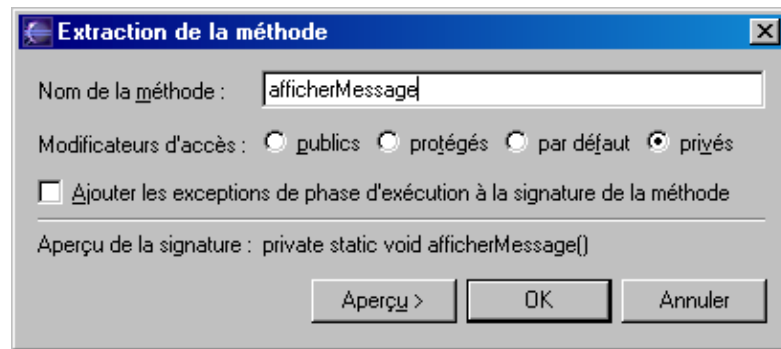 Extraction de la méthode
Nom de la méthode : afficherMessage
Modificateurs d'accès : publics protégés par défaut privés
Ajouter les exceptions de phase d'exécution à la signature de la méthode
Aperçu de la signature : private static void afficherMessage()
Aperçu > OK Annuler